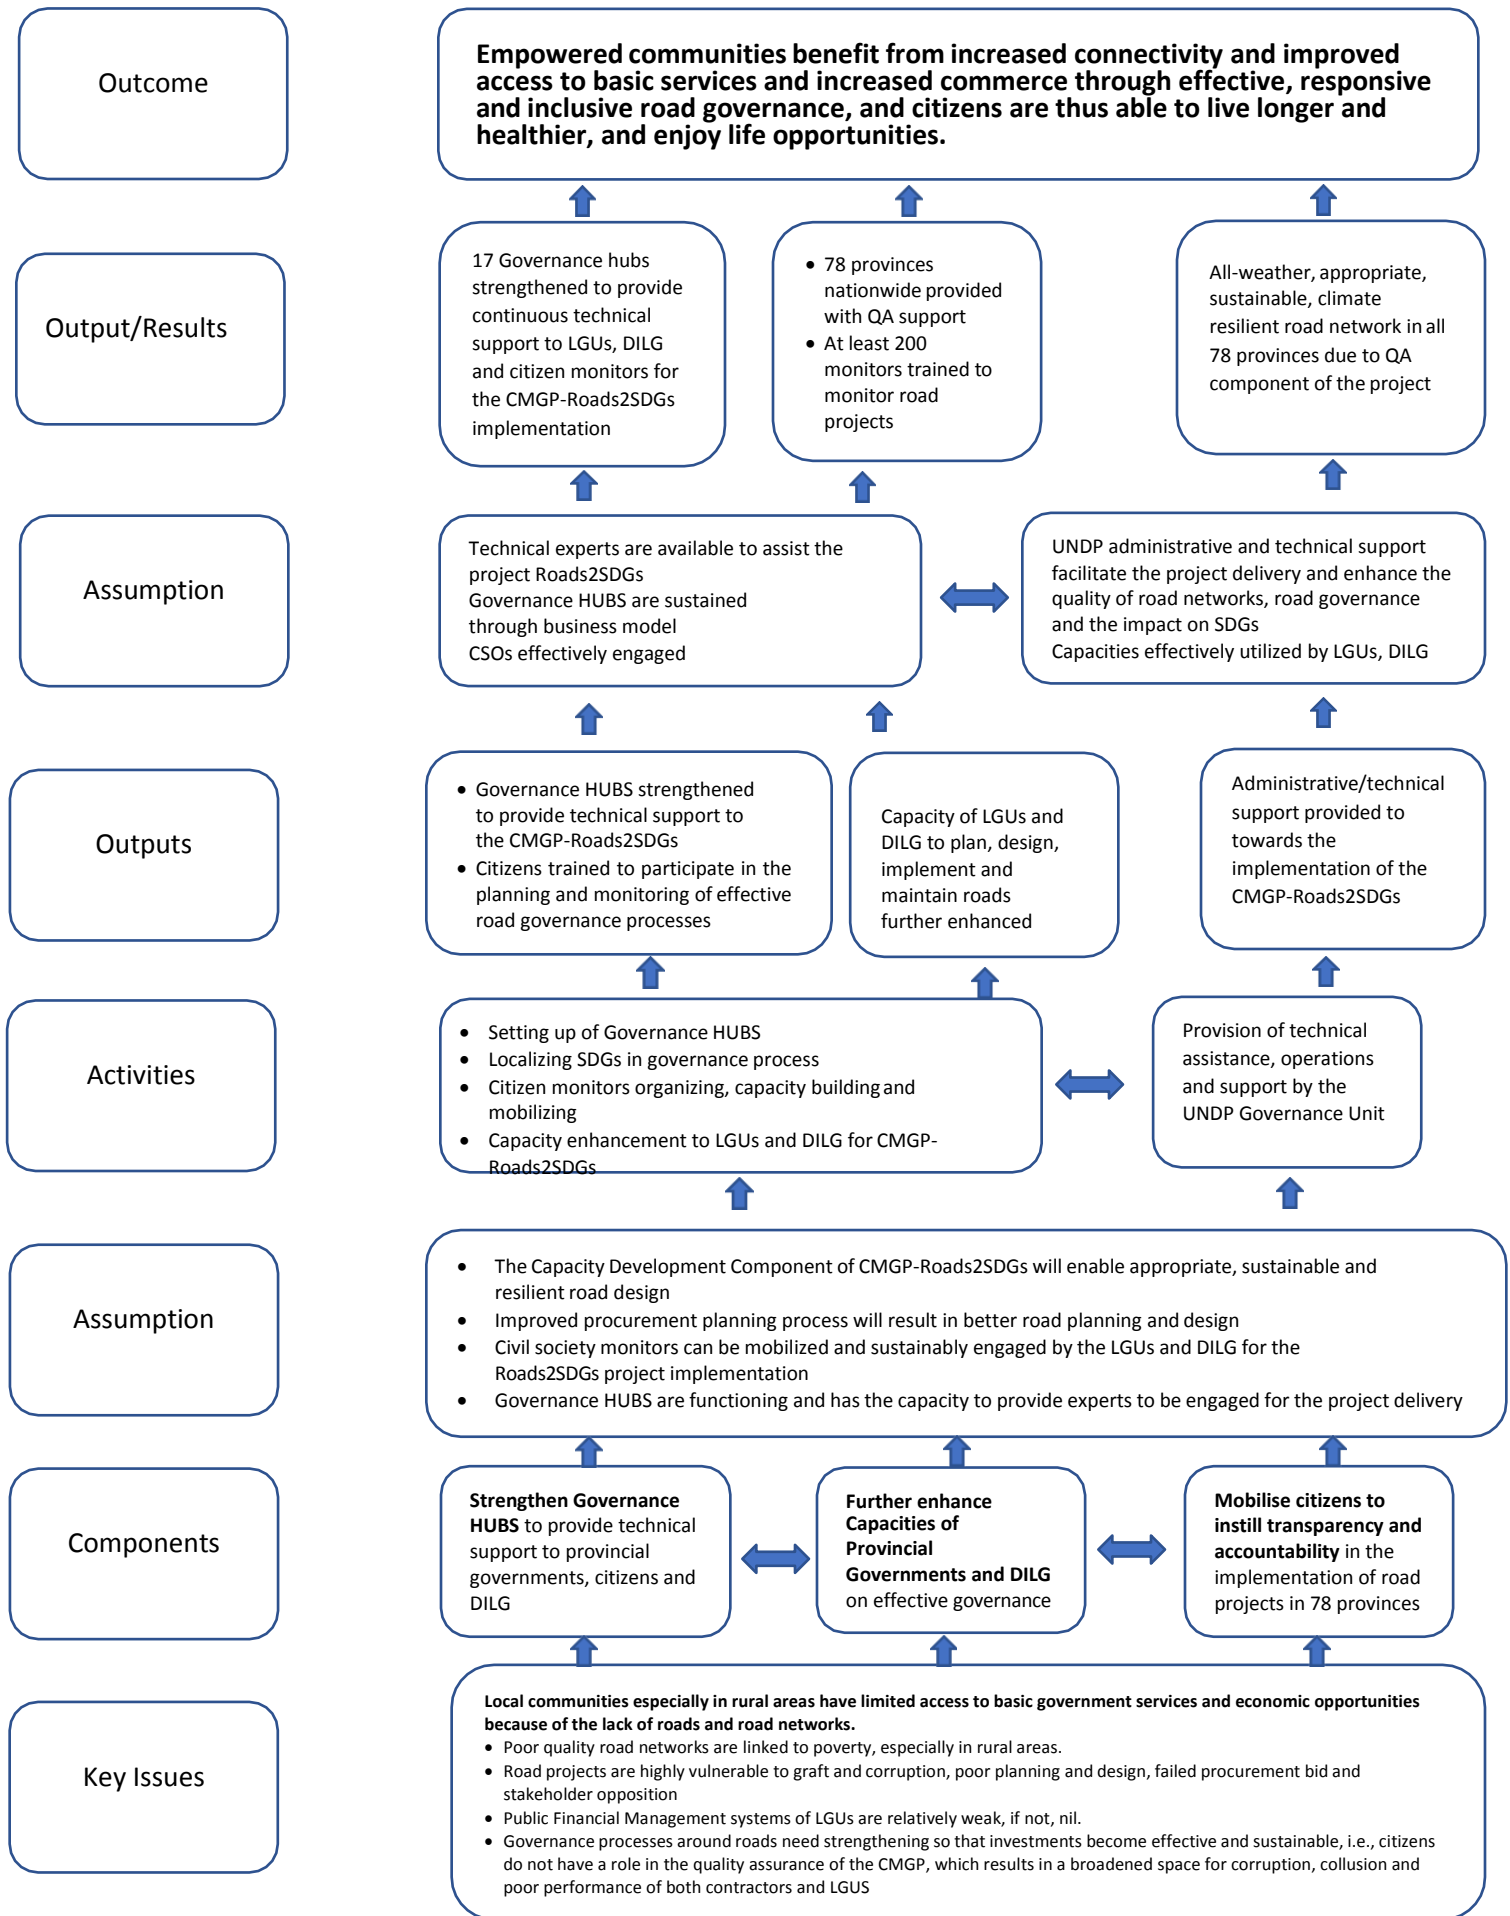 Outcome
Empowered communities benefit from increased connectivity and improved
access to basic services and increased commerce through effective, responsive
and inclusive road governance, and citizens are thus able to live longer and
healthier, and enjoy life opportunities.
Output/Results
17 Governance hubs
strengthened to provide
continuous technical
support to LGUs, DILG
and citizen monitors for
the CMGP-Roads2SDGs
implementation
• 78 provinces
nationwide provided
with QA support
• At least 200
monitors trained to
monitor road
projects
All-weather, appropriate,
sustainable, climate
resilient road network in all
78 provinces due to QA
component of the project
Assumption
Technical experts are available to assist the
project Roads2SDGs
Governance HUBS are sustained
through business model
CSOs effectively engaged
UNDP administrative and technical support
facilitate the project delivery and enhance the
quality of road networks, road governance
and the impact on SDGs
Capacities effectively utilized by LGUs, DILG
Outputs
• Governance HUBS strengthened
to provide technical support to
the CMGP-Roads2SDGs
• Citizens trained to participate in the
planning and monitoring of effective
road governance processes
Capacity of LGUs and
DILG to plan, design,
implement and
maintain roads
further enhanced
Administrative/technical
support provided to
towards the
implementation of the
CMGP-Roads2SDGs
Activities
• Setting up of Governance HUBS
• Localizing SDGs in governance process
• Citizen monitors organizing, capacity building and
mobilizing
• Capacity enhancement to LGUs and DILG for CMGP-
Roads2SDGs
Provision of technical
assistance, operations
and support by the
UNDP Governance Unit
Assumption
• The Capacity Development Component of CMGP-Roads2SDGs will enable appropriate, sustainable and
resilient road design
• Improved procurement planning process will result in better road planning and design
• Civil society monitors can be mobilized and sustainably engaged by the LGUs and DILG for the
Roads2SDGs project implementation
• Governance HUBS are functioning and has the capacity to provide experts to be engaged for the project delivery
Components
Strengthen Governance
HUBS to provide technical
support to provincial
governments, citizens and
DILG
Further enhance
Capacities of
Provincial
Governments and DILG
on effective governance
Mobilise citizens to
instill transparency and
accountability in the
implementation of road
projects in 78 provinces
Key Issues
Local communities especially in rural areas have limited access to basic government services and economic opportunities
because of the lack of roads and road networks.
• Poor quality road networks are linked to poverty, especially in rural areas.
• Road projects are highly vulnerable to graft and corruption, poor planning and design, failed procurement bid and
stakeholder opposition
• Public Financial Management systems of LGUs are relatively weak, if not, nil.
• Governance processes around roads need strengthening so that investments become effective and sustainable, i.e., citizens
do not have a role in the quality assurance of the CMGP, which results in a broadened space for corruption, collusion and
poor performance of both contractors and LGUS